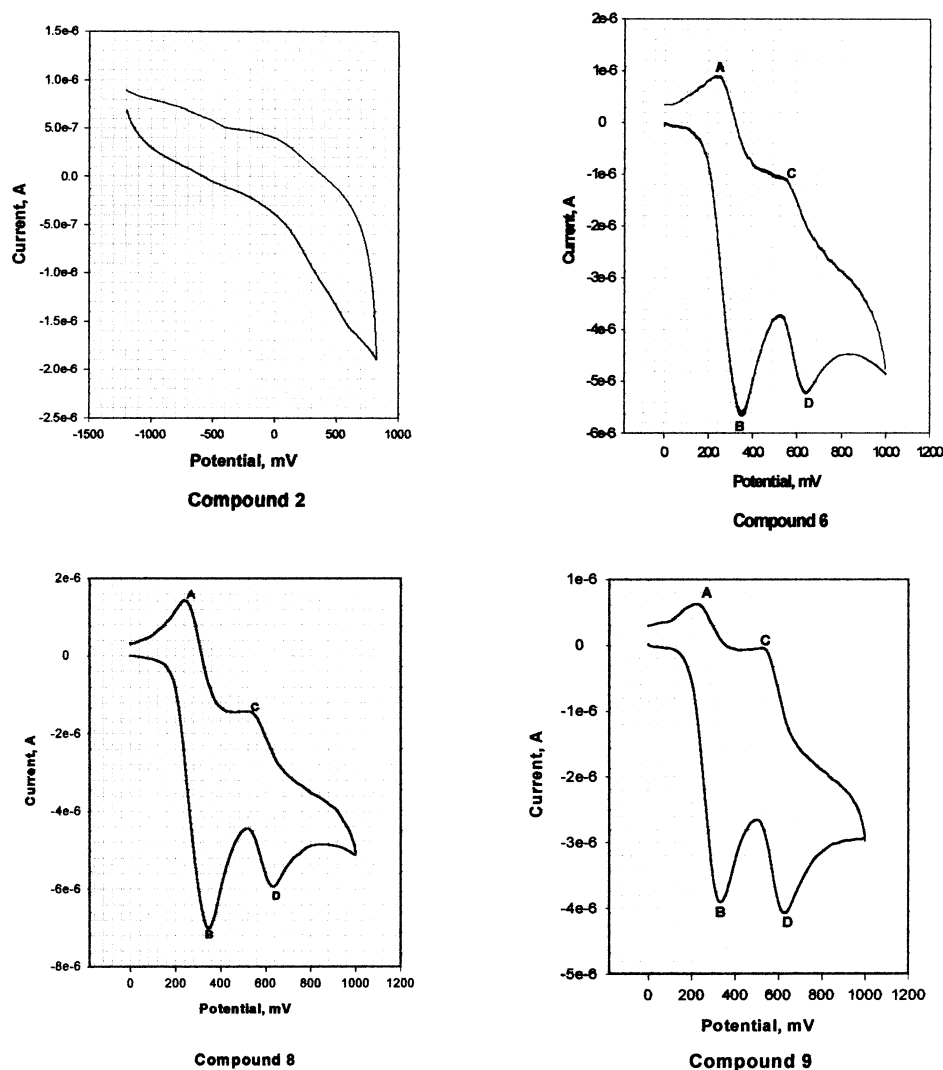 1.5e-6
1.0e-6
5.0e-7
0.0
-5.0e-7
-1.0e-6
-1.5e-6
-2.0e-6
-2.5e-6
-1500 -1000 -500 0 500 1000
Current, A
Potential, mV
Compound 2
2e-6
1e-6
0
-1e-6
-2e-6
-3e-6
-4e-6
-5e-6
-6e-6
0 200 400 600 800 1000 1200
Current, A
A
C
B
D
Potential, mV
Compound 6
2e-6
0
-2e-6
-4e-6
-6e-6
-8e-6
0 200 400 600 800 1000 1200
Current, A
A
C
B
D
Potential, mV
Compound 8
1e-6
0
-1e-6
-2e-6
-3e-6
-4e-6
-5e-6
0 200 400 600 800 1000 1200
Current, A
A
C
B
D
Potential, mV
Compound 9